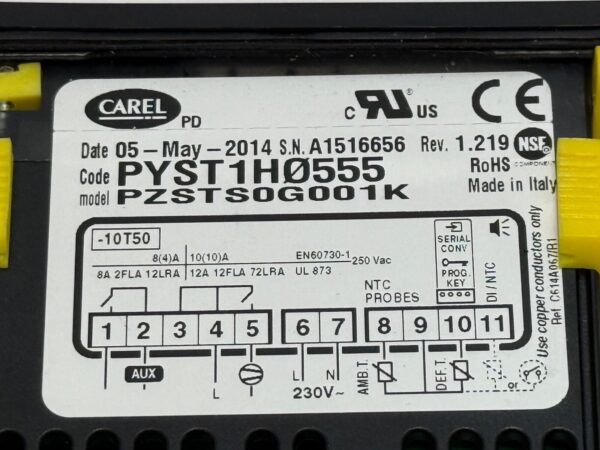 CAREL PD
c RU US CE
Date 05-May-2014 S.N. A1516656 Rev. 1.219 NSF
Code PYST1HØ555 RoHS COMPONENT
model PZSTS0G001K Made in Italy
-10T50
8(4)A 10(10)A EN60730-1 250 Vac
8A 2FLA 12LRA 12A 12FLA 72LRA UL 873
SERIAL CONV
PROG. KEY
NTC PROBES
DI/NTC
1 2 3 4 5 6 7 8 9 10 11
AUX
L
L N
230V~
AMB.T.
DEF.T.
or
Use copper conductors only
Ref. C614A067/R1